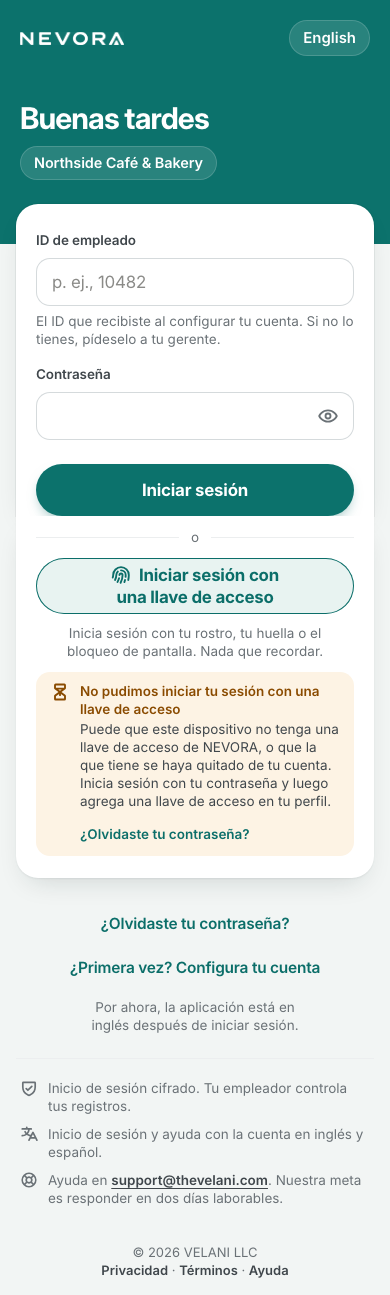 NEVORA
English
Buenas tardes
Northside Café & Bakery
ID de empleado
p. ej., 10482
El ID que recibiste al configurar tu cuenta. Si no lo
tienes, pídeselo a tu gerente.
Contraseña
Iniciar sesión
o
Iniciar sesión con
una llave de acceso
Inicia sesión con tu rostro, tu huella o el
bloqueo de pantalla. Nada que recordar.
No pudimos iniciar tu sesión con una
llave de acceso
Puede que este dispositivo no tenga una
llave de acceso de NEVORA, o que la
que tiene se haya quitado de tu cuenta.
Inicia sesión con tu contraseña y luego
agrega una llave de acceso en tu perfil.
¿Olvidaste tu contraseña?
¿Olvidaste tu contraseña?
¿Primera vez? Configura tu cuenta
Por ahora, la aplicación está en
inglés después de iniciar sesión.
Inicio de sesión cifrado. Tu empleador controla
tus registros.
Inicio de sesión y ayuda con la cuenta en inglés y
español.
Ayuda en support@thevelani.com. Nuestra meta
es responder en dos días laborables.
© 2026 VELANI LLC
Privacidad · Términos · Ayuda